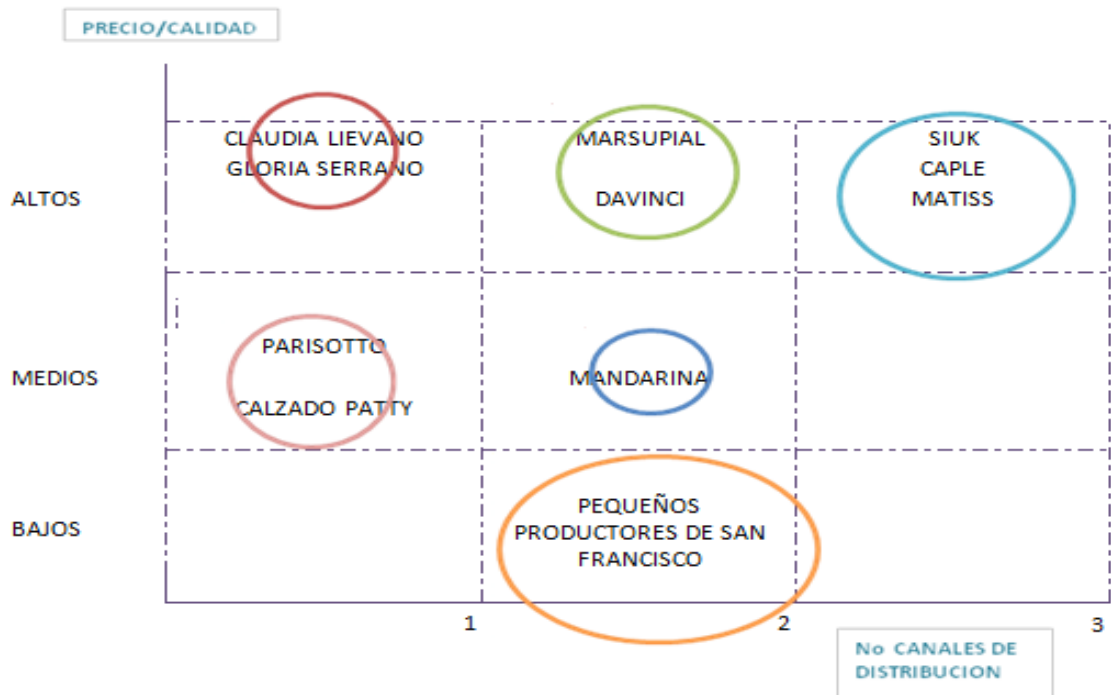 PRECIO/CALIDAD
CLAUDIA LIEVANO
GLORIA SERRANO
MARSUPIAL
DAVINCI
SIUK
CAPLE
MATISS
ALTOS
PARISOTTO
CALZADO PATTY
MANDARINA
MEDIOS
PEQUEÑOS
PRODUCTORES DE SAN
FRANCISCO
BAJOS
1
2
3
No CANALES DE
DISTRIBUCION